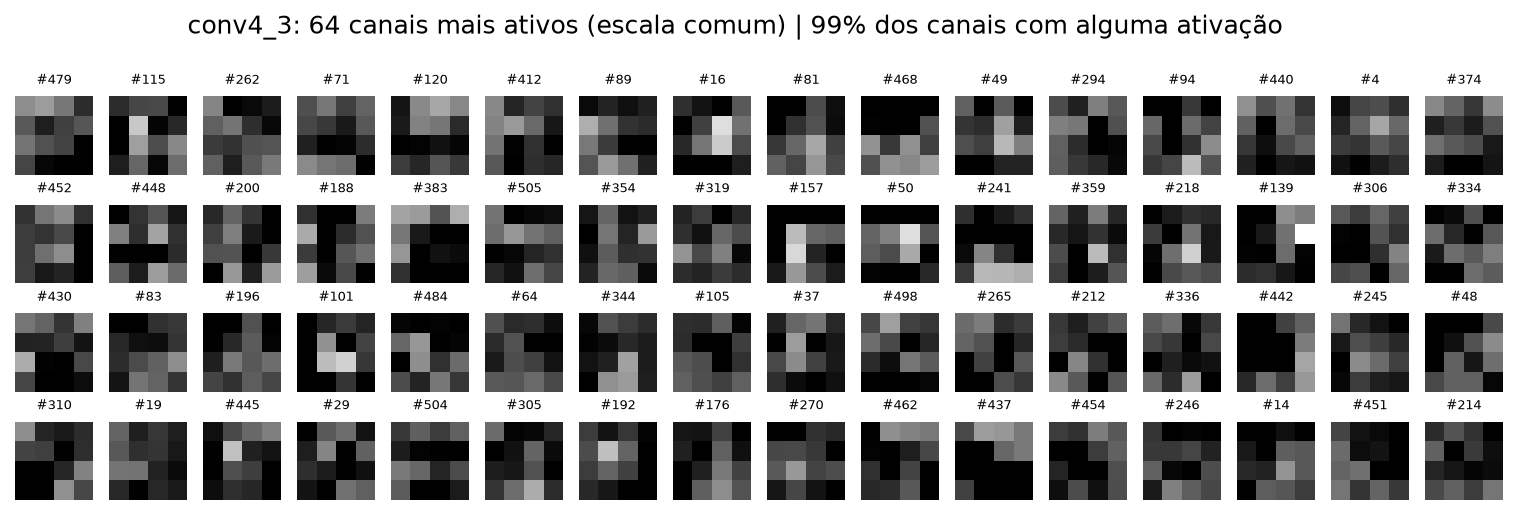 conv4_3: 64 canais mais ativos (escala comum) | 99% dos canais com alguma ativação
#479 #115 #262 #71 #120 #412 #89 #16 #81 #468 #49 #294 #94 #440 #4 #374
#452 #448 #200 #188 #383 #505 #354 #319 #157 #50 #241 #359 #218 #139 #306 #334
#430 #83 #196 #101 #484 #64 #344 #105 #37 #498 #265 #212 #336 #442 #245 #48
#310 #19 #445 #29 #504 #305 #192 #176 #270 #462 #437 #454 #246 #14 #451 #214